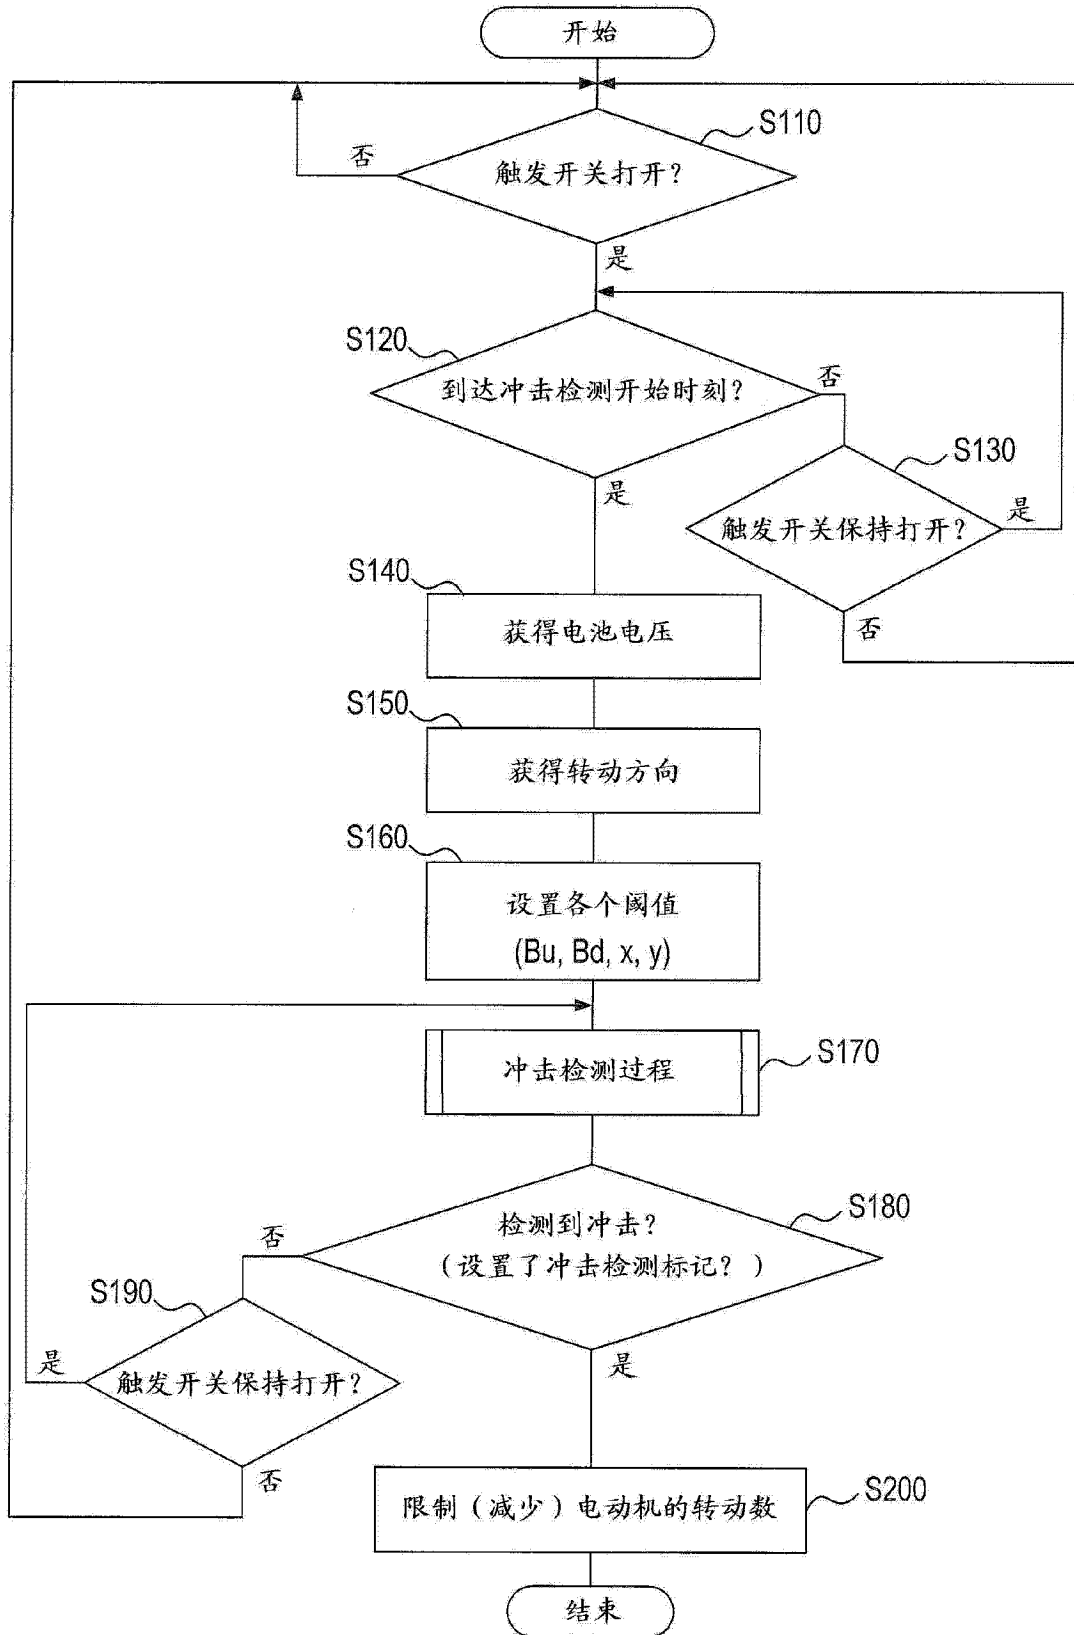 开始
S110
触发开关打开？
否
是
S120
到达冲击检测开始时刻？
否
是
S130
触发开关保持打开？
是
否
S140
获得电池电压
S150
获得转动方向
S160
设置各个阈值
(Bu, Bd, x, y)
冲击检测过程
S170
S180
检测到冲击？
（设置了冲击检测标记？）
否
是
S190
触发开关保持打开？
是
否
S200
限制（减少）电动机的转动数
结束